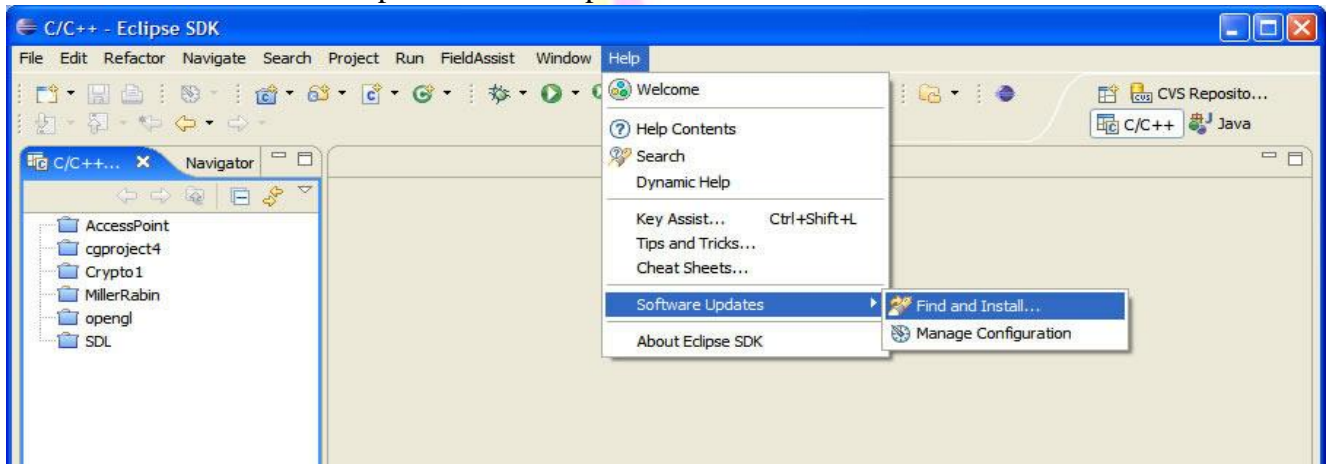 C/C++ - Eclipse SDK
File Edit Refactor Navigate Search Project Run FieldAssist Window Help
Welcome
CVS Reposito...
Help Contents
C/C++ Java
C/C++... Navigator
Search
Dynamic Help
AccessPoint
cgproject4
Crypto1
MillerRabin
opengl
SDL
Key Assist... Ctrl+Shift+L
Tips and Tricks...
Cheat Sheets...
Software Updates
Find and Install...
Manage Configuration
About Eclipse SDK